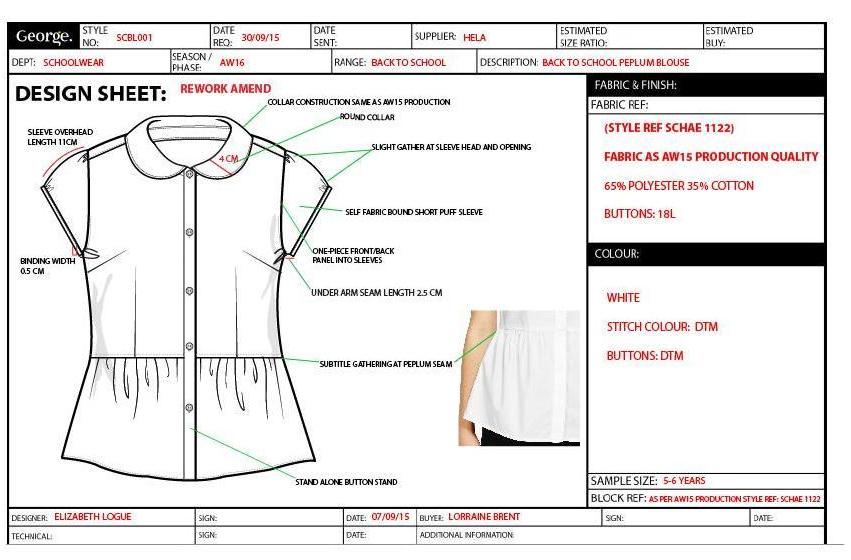 George.
STYLE NO: SCBL001
DATE REQ: 30/09/15
DATE SENT:
SUPPLIER: HELA
ESTIMATED SIZE RATIO:
ESTIMATED BUY:
DEPT: SCHOOLWEAR
SEASON / PHASE: AW16
RANGE: BACK TO SCHOOL
DESCRIPTION: BACK TO SCHOOL PEPLUM BLOUSE
DESIGN SHEET: REWORK AMEND
COLLAR CONSTRUCTION SAME AS AW15 PRODUCTION
ROUND COLLAR
SLEEVE OVERHEAD
LENGTH 11CM
4 CM
SLIGHT GATHER AT SLEEVE HEAD AND OPENING
SELF FABRIC BOUND SHORT PUFF SLEEVE
ONE-PIECE FRONT/BACK
PANEL INTO SLEEVES
BINDING WIDTH
0.5 CM
UNDER ARM SEAM LENGTH 2.5 CM
SUBTITLE GATHERING AT PEPLUM SEAM
STAND ALONE BUTTON STAND
FABRIC & FINISH:
FABRIC REF:
(STYLE REF SCHAE 1122)
FABRIC AS AW15 PRODUCTION QUALITY
65% POLYESTER 35% COTTON
BUTTONS: 18L
COLOUR:
WHITE
STITCH COLOUR: DTM
BUTTONS: DTM
SAMPLE SIZE: 5-6 YEARS
BLOCK REF: AS PER AW15 PRODUCTION STYLE REF: SCHAE 1122
DESIGNER: ELIZABETH LOGUE
SIGN:
DATE: 07/09/15
BUYER: LORRAINE BRENT
SIGN:
DATE:
TECHNICAL:
SIGN:
DATE:
ADDITIONAL INFORMATION: